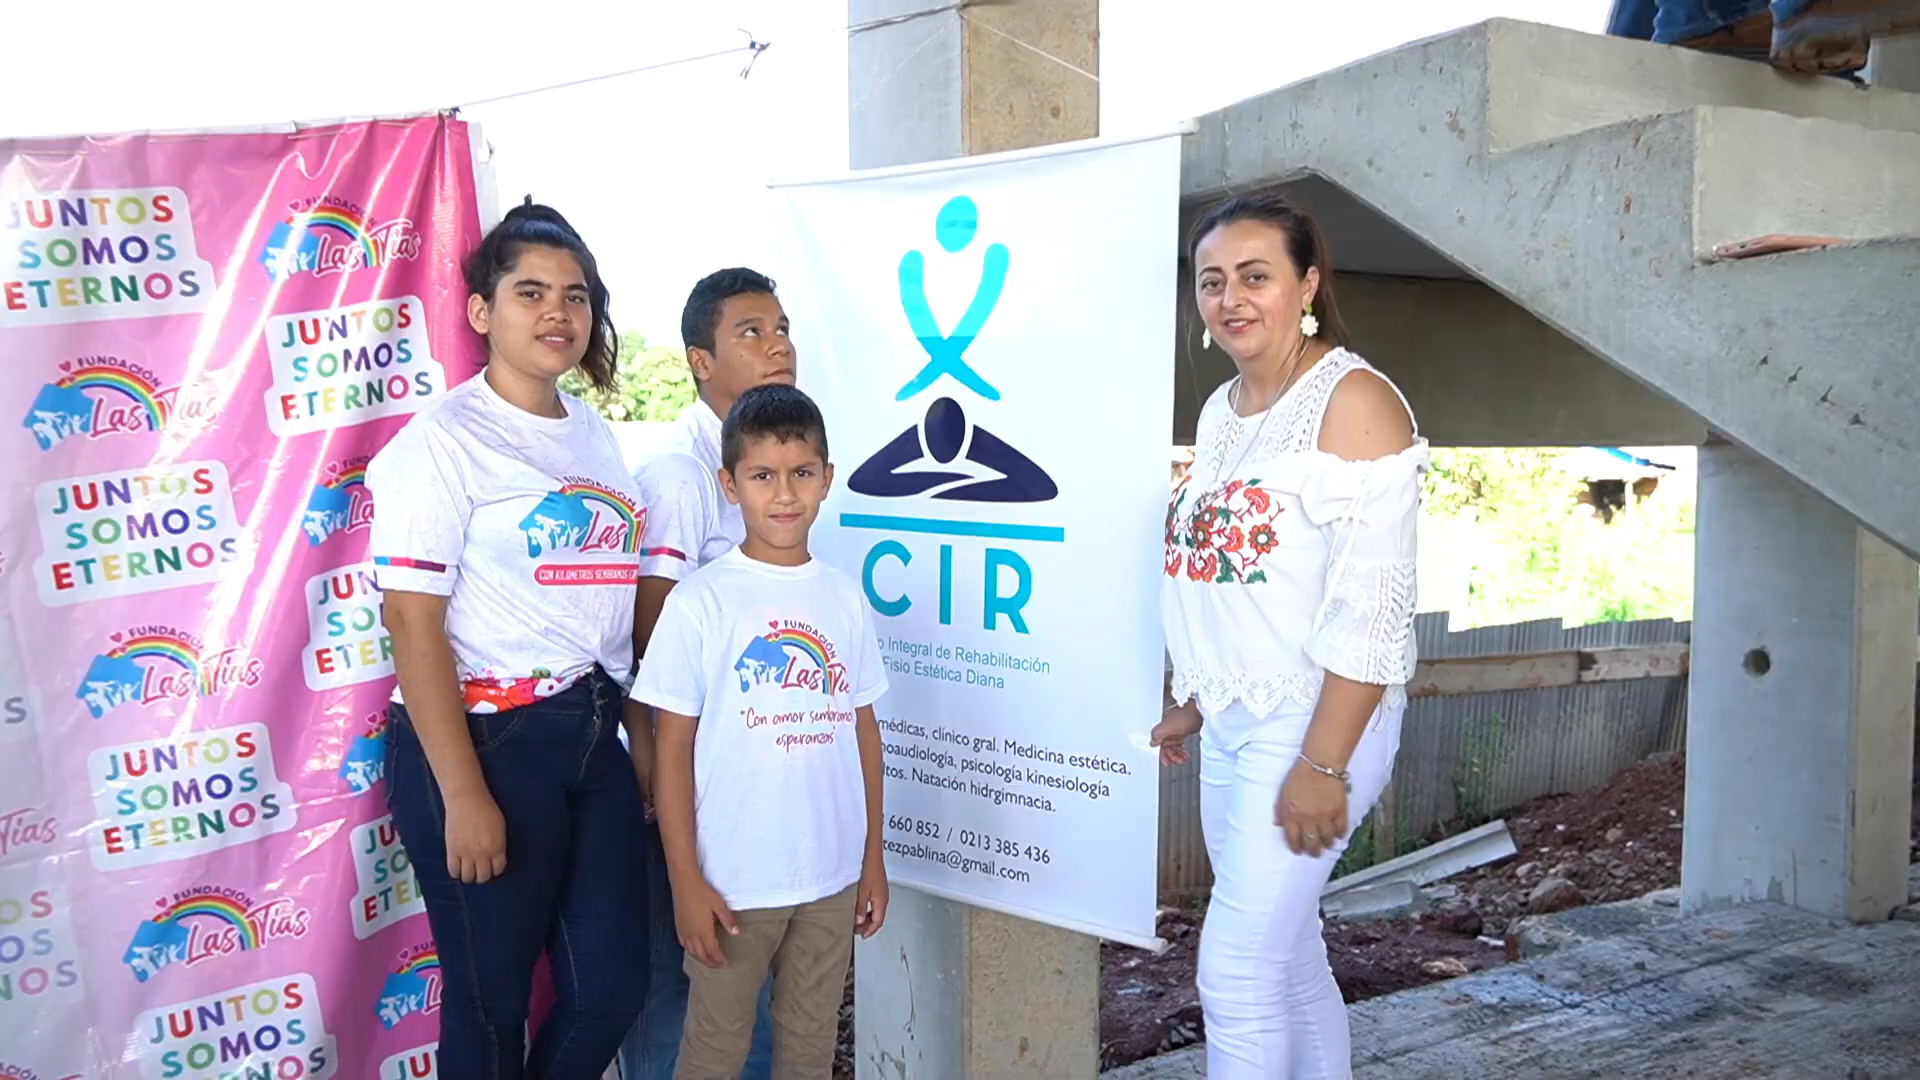 JUNTOS
SOMOS
ETERNOS
FUNDACIÓN
Las Tías
JUNTOS
SOMOS
ETERNOS
FUNDACIÓN
Las Tías
JUNTOS
SOMOS
ETERNOS
FUNDACIÓN
Las Tías
JUNTOS
SOMOS
ETERNOS
FUNDACIÓN
Las Tías
JUNTOS
SOMOS
Tías
FUNDACIÓN
Las
FUNDACIÓN
Las
"Con amor
esperanzas"
CIR
Integral de Rehabilitación
Fisio Estética Diana
médicas, clínico gral. Medicina estética.
psicología kinesiología
Natación hidrgimnacia.
660 852 / 0213 385 436
tezpablina@gmail.com